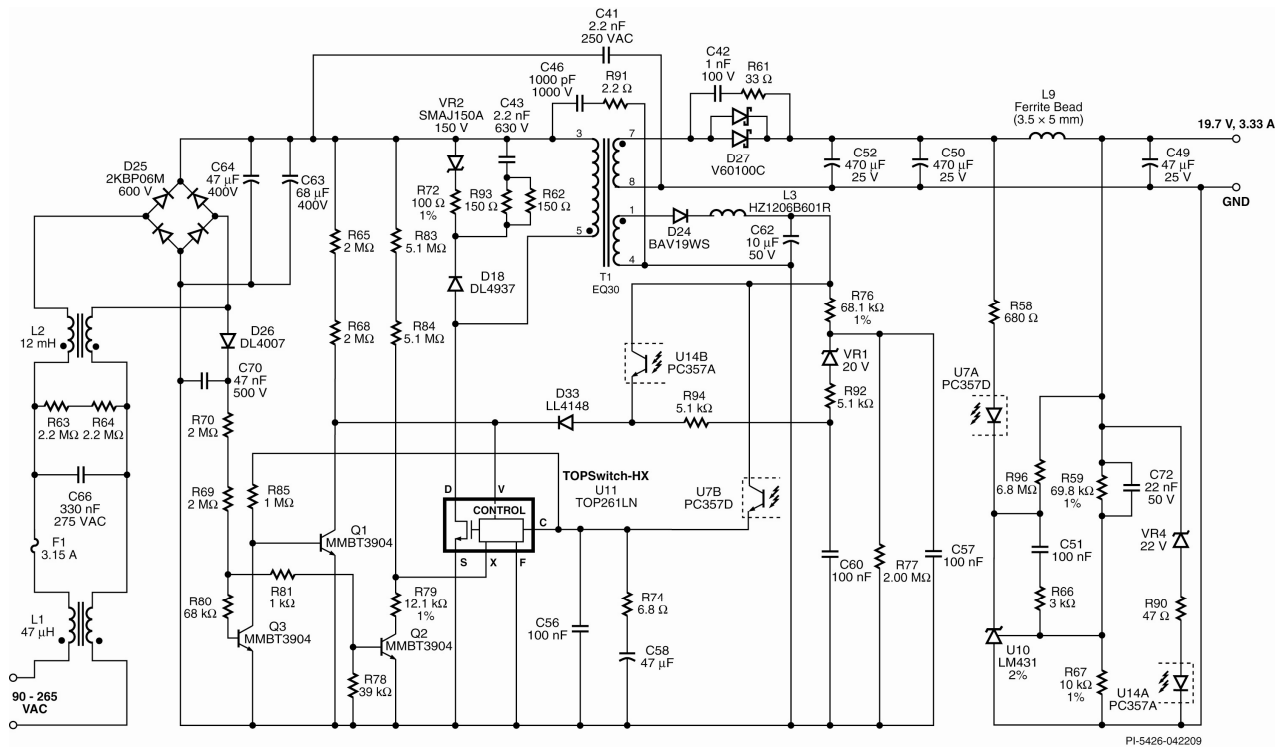 C41
2.2 nF
250 VAC
C46
1000 pF
1000 V
R91
2.2 Ω
C42
1 nF
100 V
R61
33 Ω
VR2
SMAJ150A
150 V
C43
2.2 nF
630 V
L9
Ferrite Bead
(3.5 × 5 mm)
19.7 V, 3.33 A
3
7
D25
2KBP06M
600 V
C64
47 µF
400V
C63
68 µF
400V
D27
V60100C
C52
470 µF
25 V
C50
470 µF
25 V
C49
47 µF
25 V
R72
100 Ω
1%
R93
150 Ω
R62
150 Ω
8
GND
L3
HZ1206B601R
1
5
D24
BAV19WS
C62
10 µF
50 V
4
T1
EQ30
R65
2 MΩ
R83
5.1 MΩ
D18
DL4937
R76
68.1 kΩ
1%
R58
680 Ω
L2
12 mH
D26
DL4007
R68
2 MΩ
R84
5.1 MΩ
U14B
PC357A
VR1
20 V
C70
47 nF
500 V
U7A
PC357D
D33
LL4148
R94
5.1 kΩ
R92
5.1 kΩ
R63
2.2 MΩ
R64
2.2 MΩ
R70
2 MΩ
TOPSwitch-HX
U11
TOP261LN
U7B
PC357D
R96
6.8 MΩ
R59
69.8 kΩ
1%
C72
22 nF
50 V
C66
330 nF
275 VAC
R69
2 MΩ
R85
1 MΩ
D
V
CONTROL
C
S
X
F
Q1
MMBT3904
VR4
22 V
F1
3.15 A
C51
100 nF
C60
100 nF
R77
2.00 MΩ
C57
100 nF
R81
1 kΩ
R80
68 kΩ
R79
12.1 kΩ
1%
R74
6.8 Ω
R66
3 kΩ
R90
47 Ω
L1
47 µH
Q3
MMBT3904
Q2
MMBT3904
C56
100 nF
C58
47 µF
U10
LM431
2%
R78
39 kΩ
R67
10 kΩ
1%
U14A
PC357A
90 - 265
VAC
PI-5426-042209